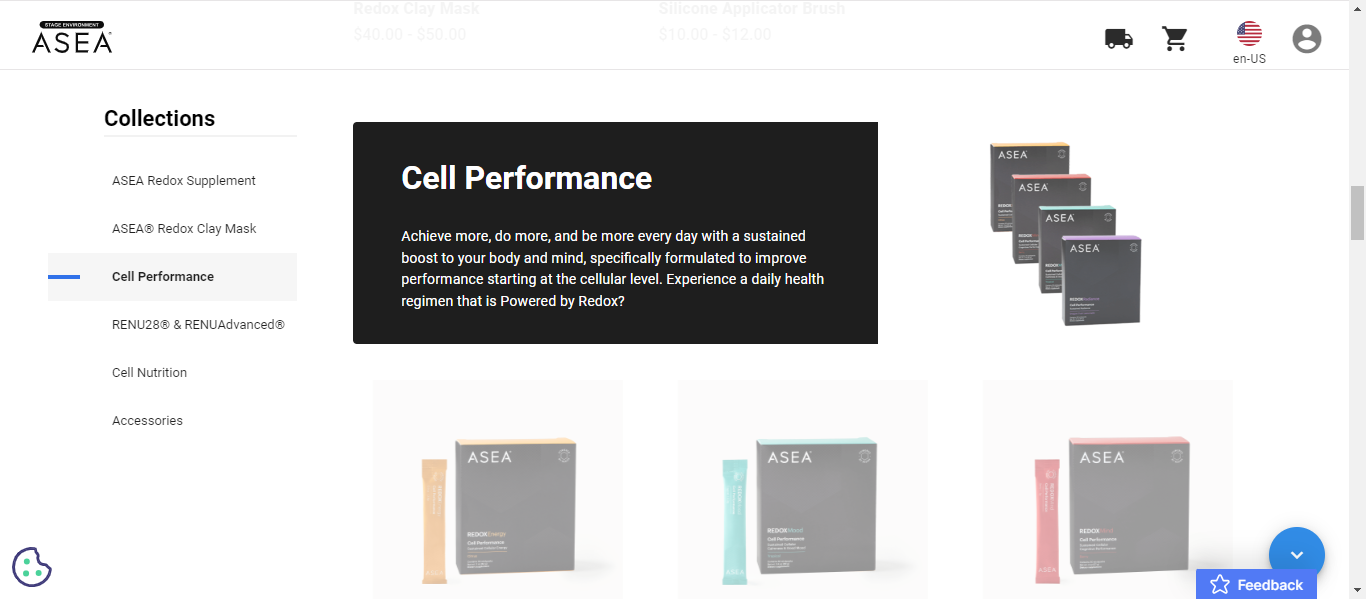 Redox Clay Mask
Silicone Applicator Brush
$40.00 - $50.00
$10.00 - $12.00
STAGE ENVIRONMENT
ASEA
en-US
Collections
ASEA Redox Supplement
ASEA® Redox Clay Mask
Cell Performance
RENU28® & RENUAdvanced®
Cell Nutrition
Accessories
Cell Performance
Achieve more, do more, and be more every day with a sustained
boost to your body and mind, specifically formulated to improve
performance starting at the cellular level. Experience a daily health
regimen that is Powered by Redox?
ASEA
ASEA
ASEA
ASEA
ASEA
REDOXEnergy
Cell Performance
ASEA
ASEA
REDOXMood
Cell Performance
ASEA
ASEA
REDOXMind
Cell Performance
ASEA
Feedback